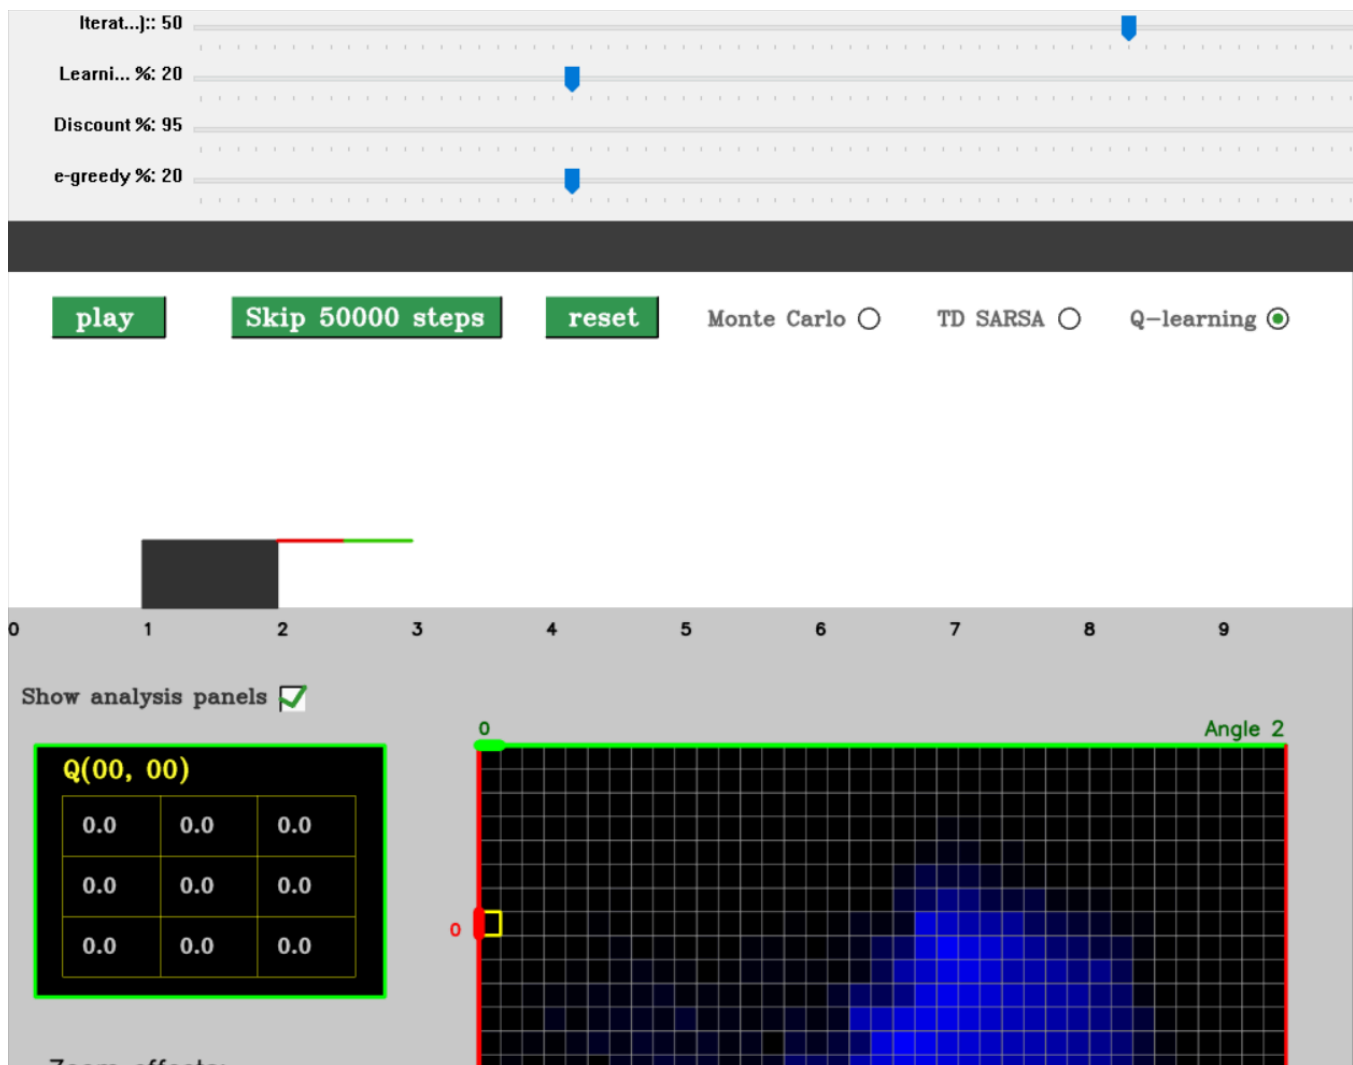 Iterat...):: 50
Learni... %: 20
Discount %: 95
e-greedy %: 20
play Skip 50000 steps reset Monte Carlo TD SARSA Q-learning
0 1 2 3 4 5 6 7 8 9
Show analysis panels
0 Angle 2
Q(00, 00)
0.0 0.0 0.0
0.0 0.0 0.0
0
0.0 0.0 0.0
Zoom effects: